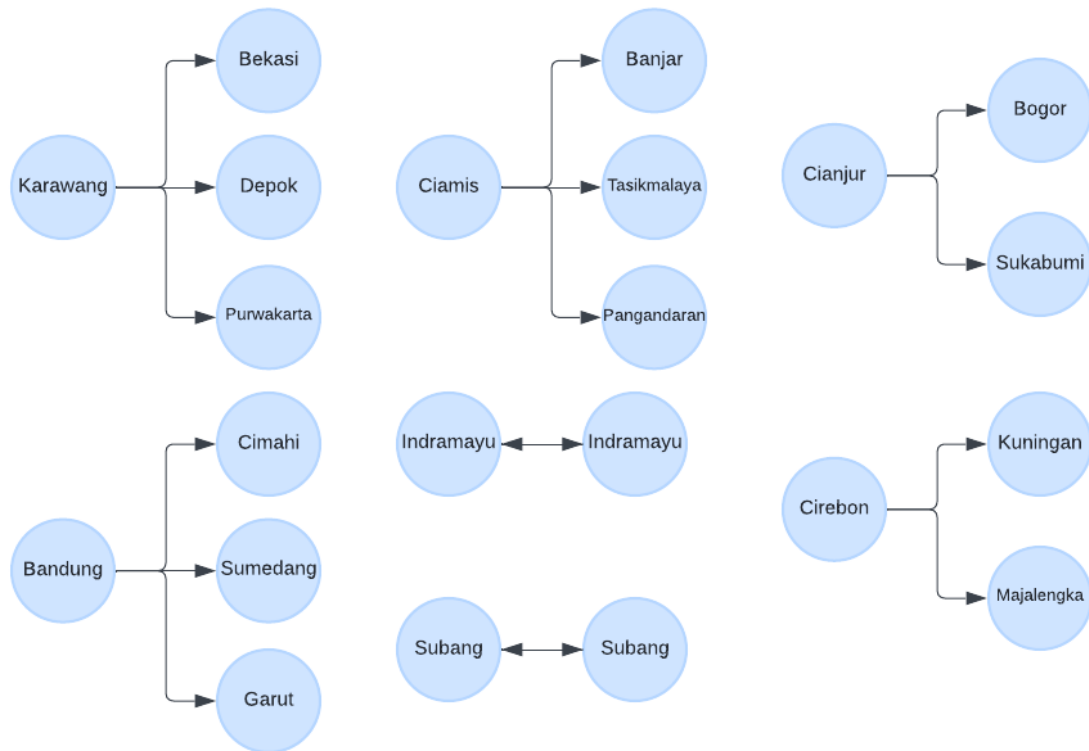 Karawang
Bekasi
Depok
Purwakarta
Ciamis
Banjar
Tasikmalaya
Pangandaran
Cianjur
Bogor
Sukabumi
Bandung
Cimahi
Sumedang
Garut
Indramayu
Indramayu
Subang
Subang
Cirebon
Kuningan
Majalengka